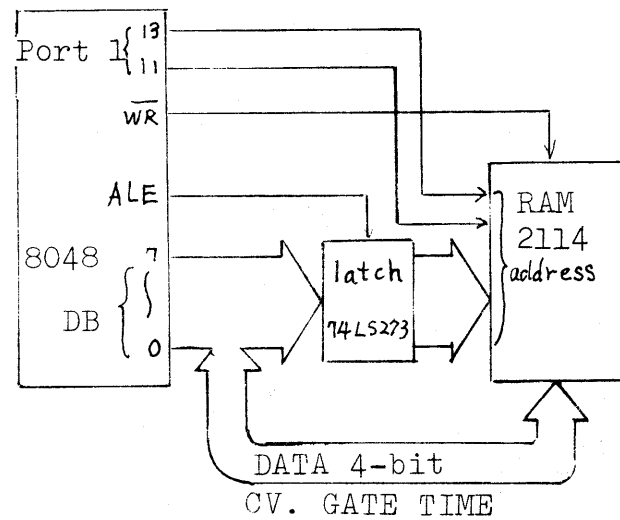 Port 1 { 13
11
WR
ALE
8048
7
DB
0
latch
74LS273
RAM
2114
address
DATA 4-bit
CV. GATE TIME